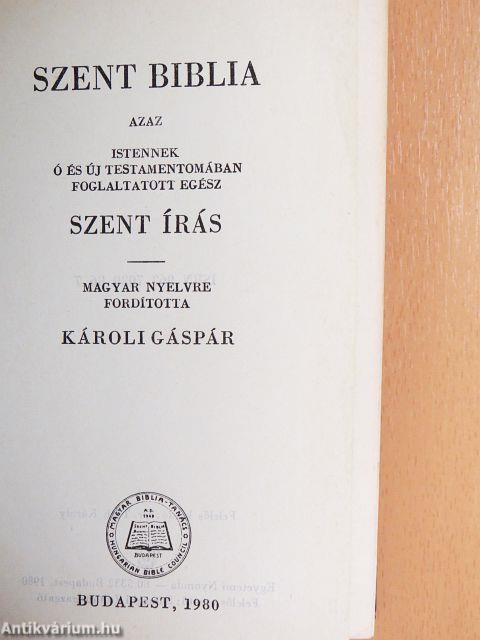 SZENT BIBLIA
AZAZ
ISTENNEK
Ó ÉS ÚJ TESTAMENTOMÁBAN
FOGLALTATOTT EGÉSZ
SZENT ÍRÁS
MAGYAR NYELVRE
FORDÍTOTTA
KÁROLI GÁSPÁR
MAGYAR BIBLIA-TANÁCS
SZENT BIBLIA
BUDAPEST
HUNGARIAN BIBLE COUNCIL
BUDAPEST, 1980
Antikvárium.hu